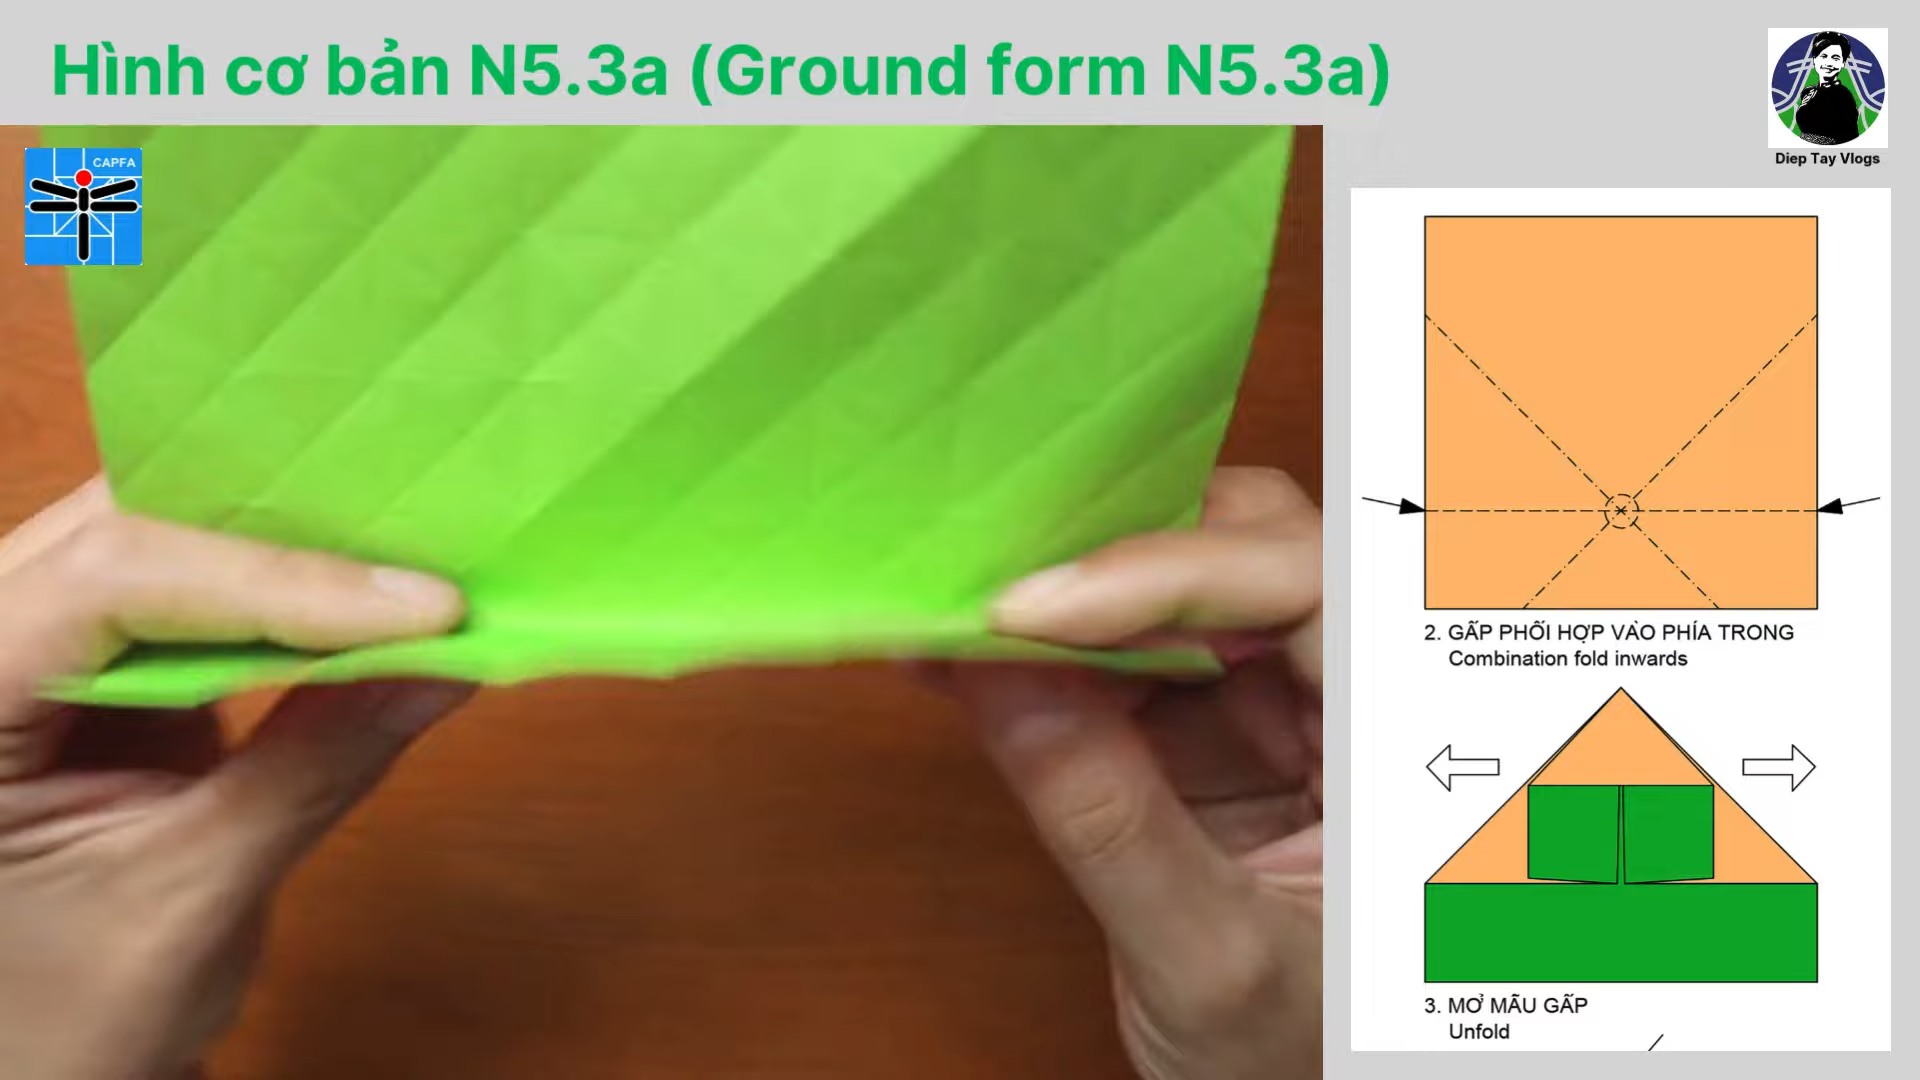 Hình cơ bản N5.3a (Ground form N5.3a)
CAPFA
Diep Tay Vlogs
2. GẤP PHỐI HỢP VÀO PHÍA TRONG
Combination fold inwards
3. MỞ MẪU GẤP
Unfold